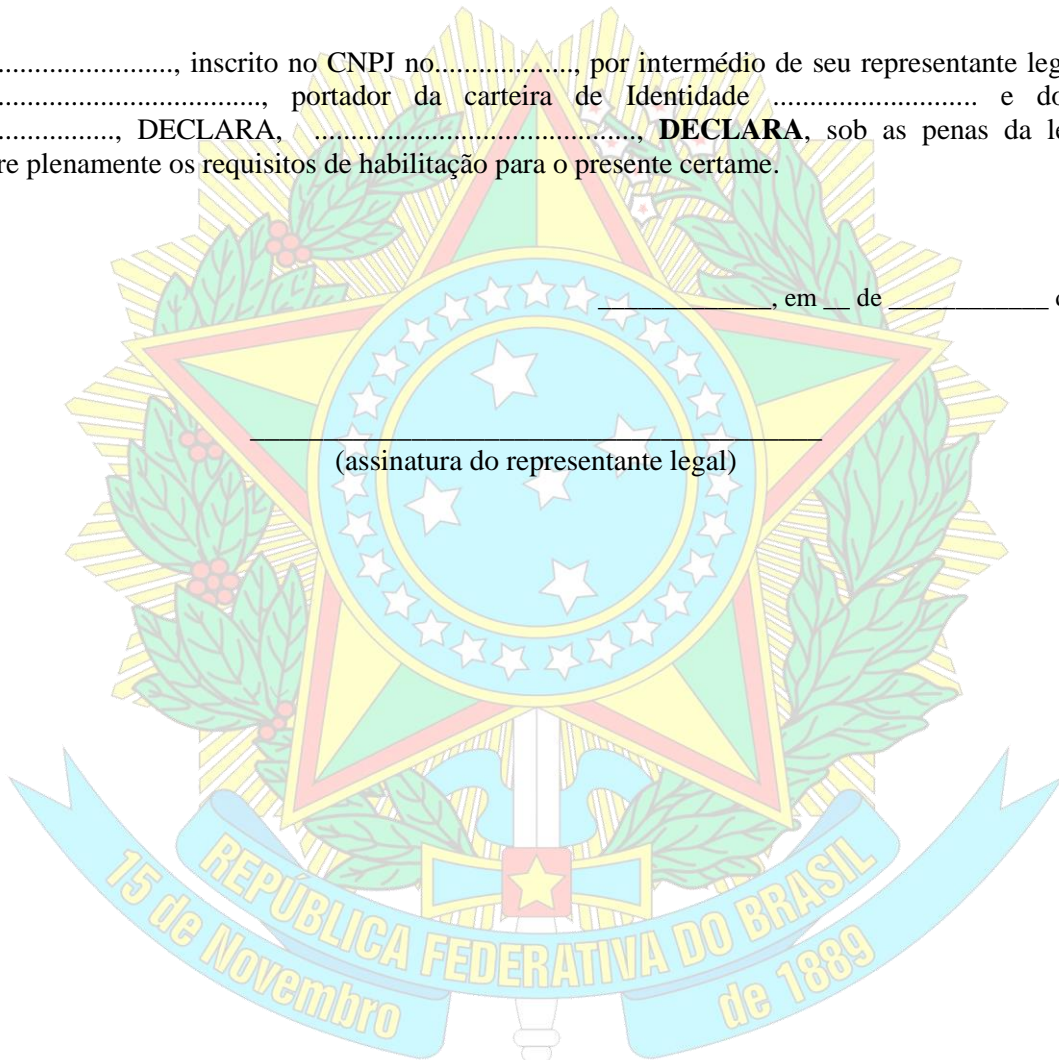 ......................., inscrito no CNPJ no..................., por intermédio de seu representante leg
...................................., portador da carteira de Identidade ............................ e do
................, DECLARA, ............................................, DECLARA, sob as penas da le
re plenamente os requisitos de habilitação para o presente certame.
_____________, em __ de ____________
___________________________________________
(assinatura do representante legal)
REPÚBLICA FEDERATIVA DO BRASIL
15 de Novembro de 1889